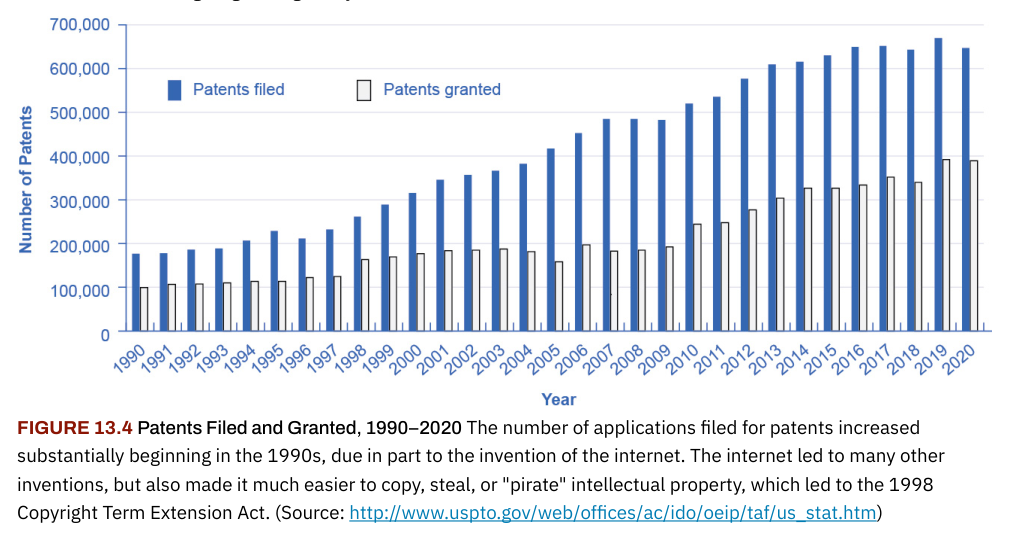 700,000
600,000
500,000
400,000
300,000
200,000
100,000
0
Number of Patents
Patents filed Patents granted
1990 1991 1992 1993 1994 1995 1996 1997 1998 1999 2000 2001 2002 2003 2004 2005 2006 2007 2008 2009 2010 2011 2012 2013 2014 2015 2016 2017 2018 2019 2020
Year
FIGURE 13.4 Patents Filed and Granted, 1990–2020 The number of applications filed for patents increased
substantially beginning in the 1990s, due in part to the invention of the internet. The internet led to many other
inventions, but also made it much easier to copy, steal, or "pirate" intellectual property, which led to the 1998
Copyright Term Extension Act. (Source: http://www.uspto.gov/web/offices/ac/ido/oeip/taf/us_stat.htm)